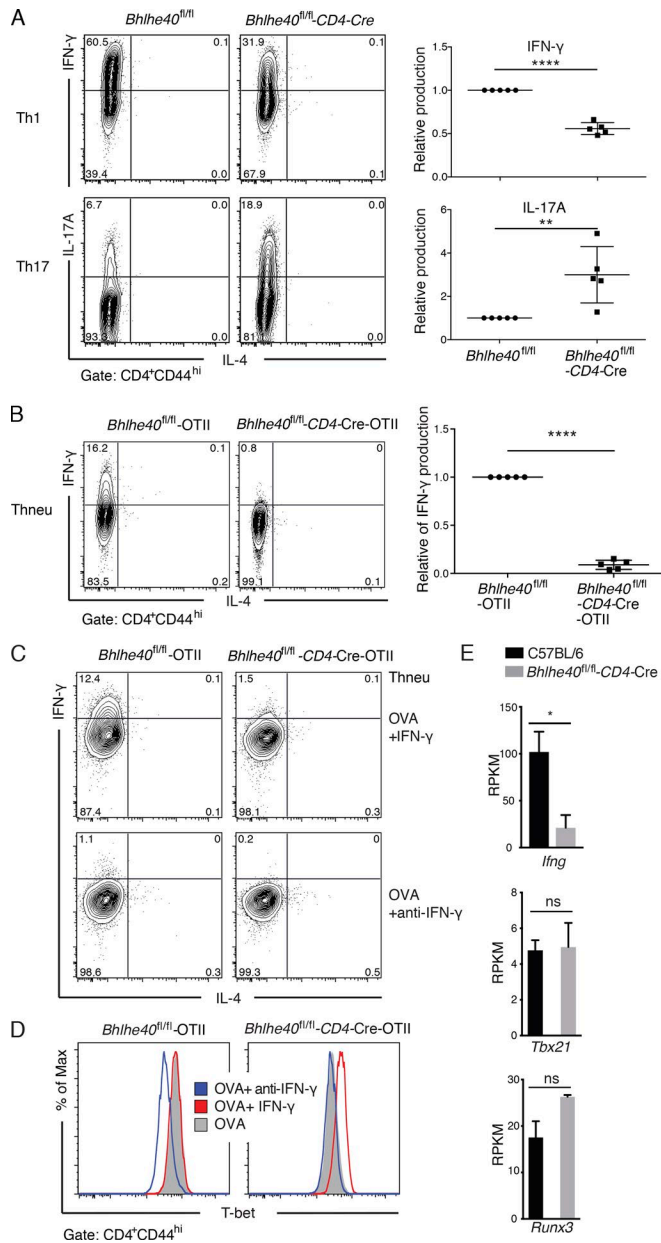 A
Bhlhe40fl/fl
Bhlhe40fl/fl-CD4-Cre
Th1
IFN-γ
60.5 0.1
39.4 0.0
31.9 0.1
67.9 0.1
IFN-γ
****
Relative production
1.5
1.0
0.5
0
Th17
IL-17A
6.7 0.0
93.3 0.0
18.9 0.0
81.1 0.0
IL-4
Gate: CD4+CD44hi
IL-17A
**
Relative production
6
4
2
0
Bhlhe40fl/fl
Bhlhe40fl/fl
-CD4-Cre
B
Bhlhe40fl/fl-OTII
Bhlhe40fl/fl-CD4-Cre-OTII
Thneu
IFN-γ
16.2 0.1
83.5 0.2
0.8 0
99.1 0.1
IL-4
Gate: CD4+CD44hi
****
Relative of IFN-γ production
1.5
1.0
0.5
0.0
Bhlhe40fl/fl
-OTII
Bhlhe40fl/fl
-CD4-Cre
-OTII
C
Bhlhe40fl/fl-OTII
Bhlhe40fl/fl -CD4-Cre-OTII
IFN-γ
12.4 0.1
87.4 0.1
1.5 0.1
98.1 0.3
Thneu
OVA
+IFN-γ
1.1 0
98.6 0.3
0.2 0
99.3 0.5
OVA
+anti-IFN-γ
IL-4
D
Bhlhe40fl/fl-OTII
Bhlhe40fl/fl-CD4-Cre-OTII
% of Max
OVA+ anti-IFN-γ
OVA+ IFN-γ
OVA
T-bet
Gate: CD4+CD44hi
E
C57BL/6
Bhlhe40fl/fl-CD4-Cre
RPKM
150
100
50
0
*
Ifng
RPKM
8
6
4
2
0
ns
Tbx21
RPKM
30
20
10
0
ns
Runx3